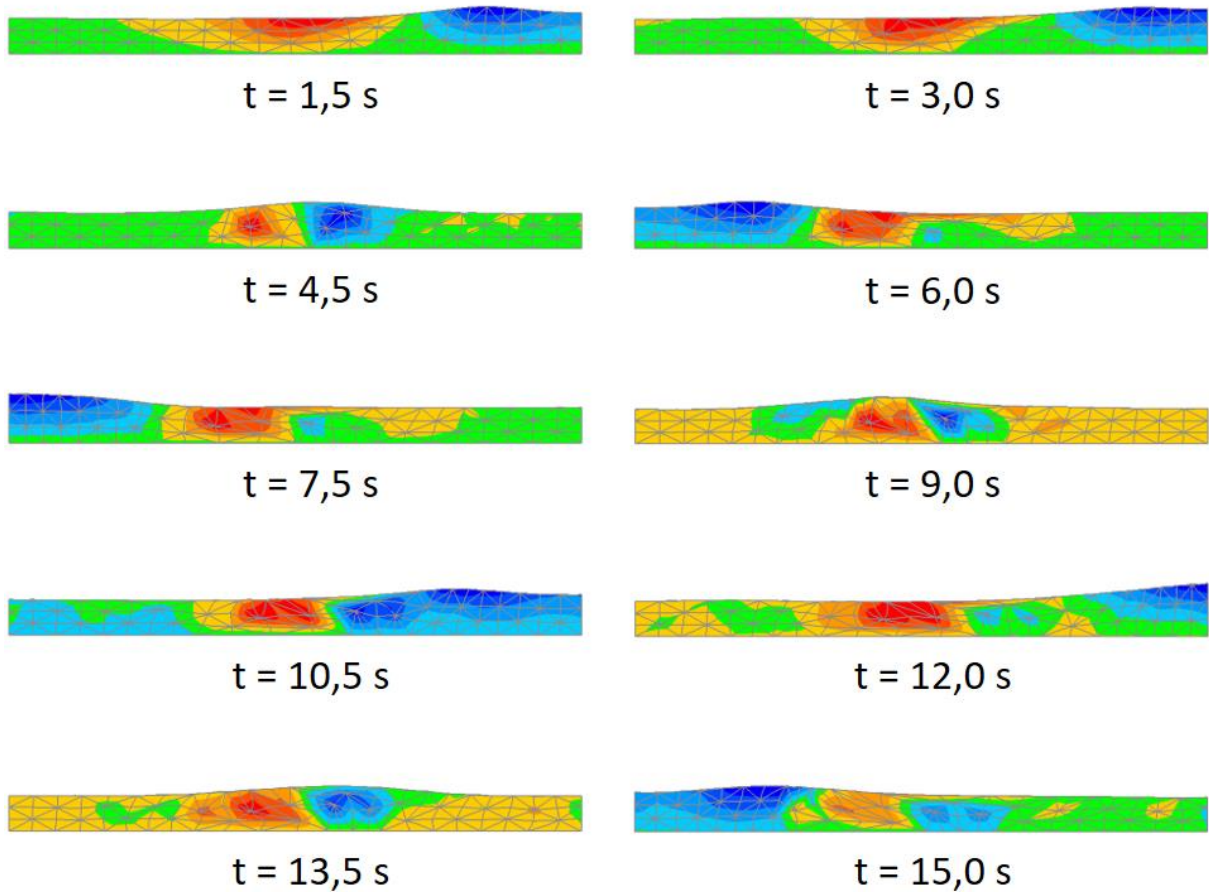 t = 1,5 s
t = 3,0 s
t = 4,5 s
t = 6,0 s
t = 7,5 s
t = 9,0 s
t = 10,5 s
t = 12,0 s
t = 13,5 s
t = 15,0 s